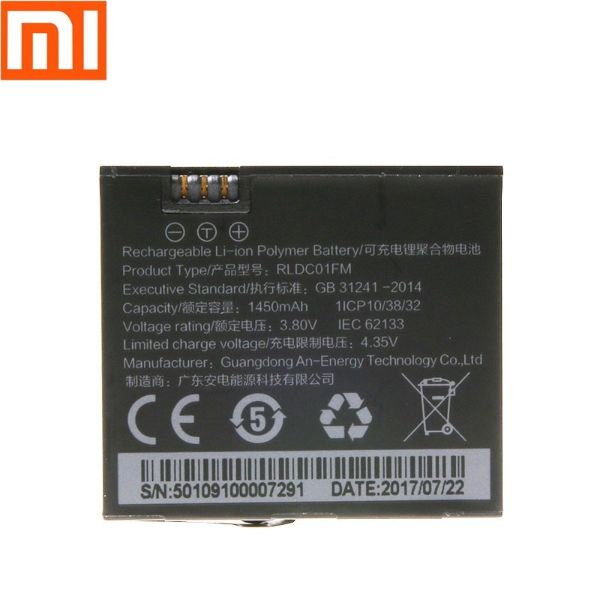 mi
⊖ T ⊕
Rechargeable Li-ion Polymer Battery/可充电锂聚合物电池
Product Type/产品型号: RLDC01FM
Executive Standard/执行标准: GB 31241 -2014
Capacity/额定容量: 1450mAh 1ICP10/38/32
Voltage rating/额定电压: 3.80V IEC 62133
Limited charge voltage/充电限制电压: 4.35V
Manufacturer: Guangdong An-Energy Technology Co.,Ltd
制造商: 广东安电能源科技有限公司
CE 5
S/N:50109100007291 DATE:2017/07/22